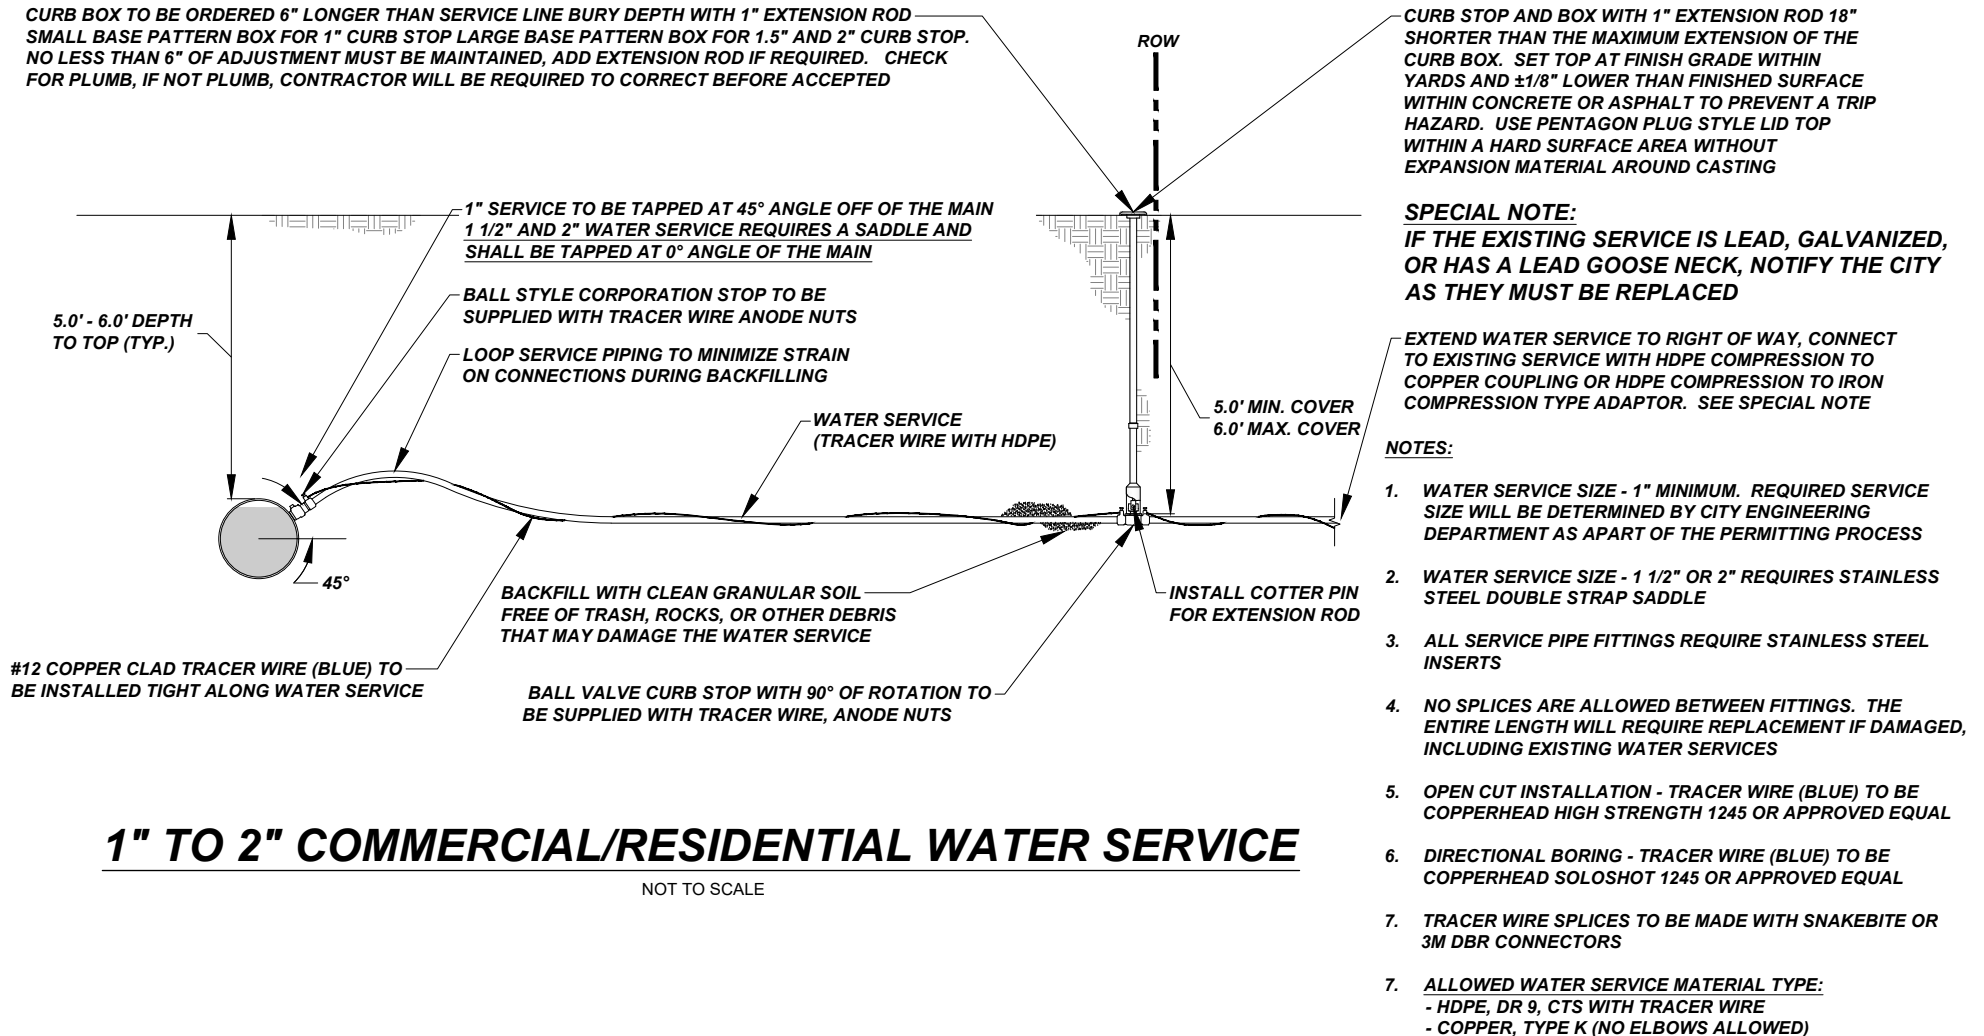 CURB BOX TO BE ORDERED 6" LONGER THAN SERVICE LINE BURY DEPTH WITH 1" EXTENSION ROD
SMALL BASE PATTERN BOX FOR 1" CURB STOP LARGE BASE PATTERN BOX FOR 1.5" AND 2" CURB STOP.
NO LESS THAN 6" OF ADJUSTMENT MUST BE MAINTAINED, ADD EXTENSION ROD IF REQUIRED. CHECK
FOR PLUMB, IF NOT PLUMB, CONTRACTOR WILL BE REQUIRED TO CORRECT BEFORE ACCEPTED
ROW
CURB STOP AND BOX WITH 1" EXTENSION ROD 18"
SHORTER THAN THE MAXIMUM EXTENSION OF THE
CURB BOX. SET TOP AT FINISH GRADE WITHIN
YARDS AND ±1/8" LOWER THAN FINISHED SURFACE
WITHIN CONCRETE OR ASPHALT TO PREVENT A TRIP
HAZARD. USE PENTAGON PLUG STYLE LID TOP
WITHIN A HARD SURFACE AREA WITHOUT
EXPANSION MATERIAL AROUND CASTING
1" SERVICE TO BE TAPPED AT 45° ANGLE OFF OF THE MAIN
1 1/2" AND 2" WATER SERVICE REQUIRES A SADDLE AND
SHALL BE TAPPED AT 0° ANGLE OF THE MAIN
BALL STYLE CORPORATION STOP TO BE
SUPPLIED WITH TRACER WIRE ANODE NUTS
5.0' - 6.0' DEPTH
TO TOP (TYP.)
LOOP SERVICE PIPING TO MINIMIZE STRAIN
ON CONNECTIONS DURING BACKFILLING
WATER SERVICE
(TRACER WIRE WITH HDPE)
5.0' MIN. COVER
6.0' MAX. COVER
45°
BACKFILL WITH CLEAN GRANULAR SOIL
FREE OF TRASH, ROCKS, OR OTHER DEBRIS
THAT MAY DAMAGE THE WATER SERVICE
INSTALL COTTER PIN
FOR EXTENSION ROD
#12 COPPER CLAD TRACER WIRE (BLUE) TO
BE INSTALLED TIGHT ALONG WATER SERVICE
BALL VALVE CURB STOP WITH 90° OF ROTATION TO
BE SUPPLIED WITH TRACER WIRE, ANODE NUTS
SPECIAL NOTE:
IF THE EXISTING SERVICE IS LEAD, GALVANIZED,
OR HAS A LEAD GOOSE NECK, NOTIFY THE CITY
AS THEY MUST BE REPLACED
EXTEND WATER SERVICE TO RIGHT OF WAY, CONNECT
TO EXISTING SERVICE WITH HDPE COMPRESSION TO
COPPER COUPLING OR HDPE COMPRESSION TO IRON
COMPRESSION TYPE ADAPTOR. SEE SPECIAL NOTE
NOTES:
1. WATER SERVICE SIZE - 1" MINIMUM. REQUIRED SERVICE
SIZE WILL BE DETERMINED BY CITY ENGINEERING
DEPARTMENT AS APART OF THE PERMITTING PROCESS
2. WATER SERVICE SIZE - 1 1/2" OR 2" REQUIRES STAINLESS
STEEL DOUBLE STRAP SADDLE
3. ALL SERVICE PIPE FITTINGS REQUIRE STAINLESS STEEL
INSERTS
4. NO SPLICES ARE ALLOWED BETWEEN FITTINGS. THE
ENTIRE LENGTH WILL REQUIRE REPLACEMENT IF DAMAGED,
INCLUDING EXISTING WATER SERVICES
5. OPEN CUT INSTALLATION - TRACER WIRE (BLUE) TO BE
COPPERHEAD HIGH STRENGTH 1245 OR APPROVED EQUAL
6. DIRECTIONAL BORING - TRACER WIRE (BLUE) TO BE
COPPERHEAD SOLOSHOT 1245 OR APPROVED EQUAL
7. TRACER WIRE SPLICES TO BE MADE WITH SNAKEBITE OR
3M DBR CONNECTORS
7. ALLOWED WATER SERVICE MATERIAL TYPE:
- HDPE, DR 9, CTS WITH TRACER WIRE
- COPPER, TYPE K (NO ELBOWS ALLOWED)
1" TO 2" COMMERCIAL/RESIDENTIAL WATER SERVICE
NOT TO SCALE